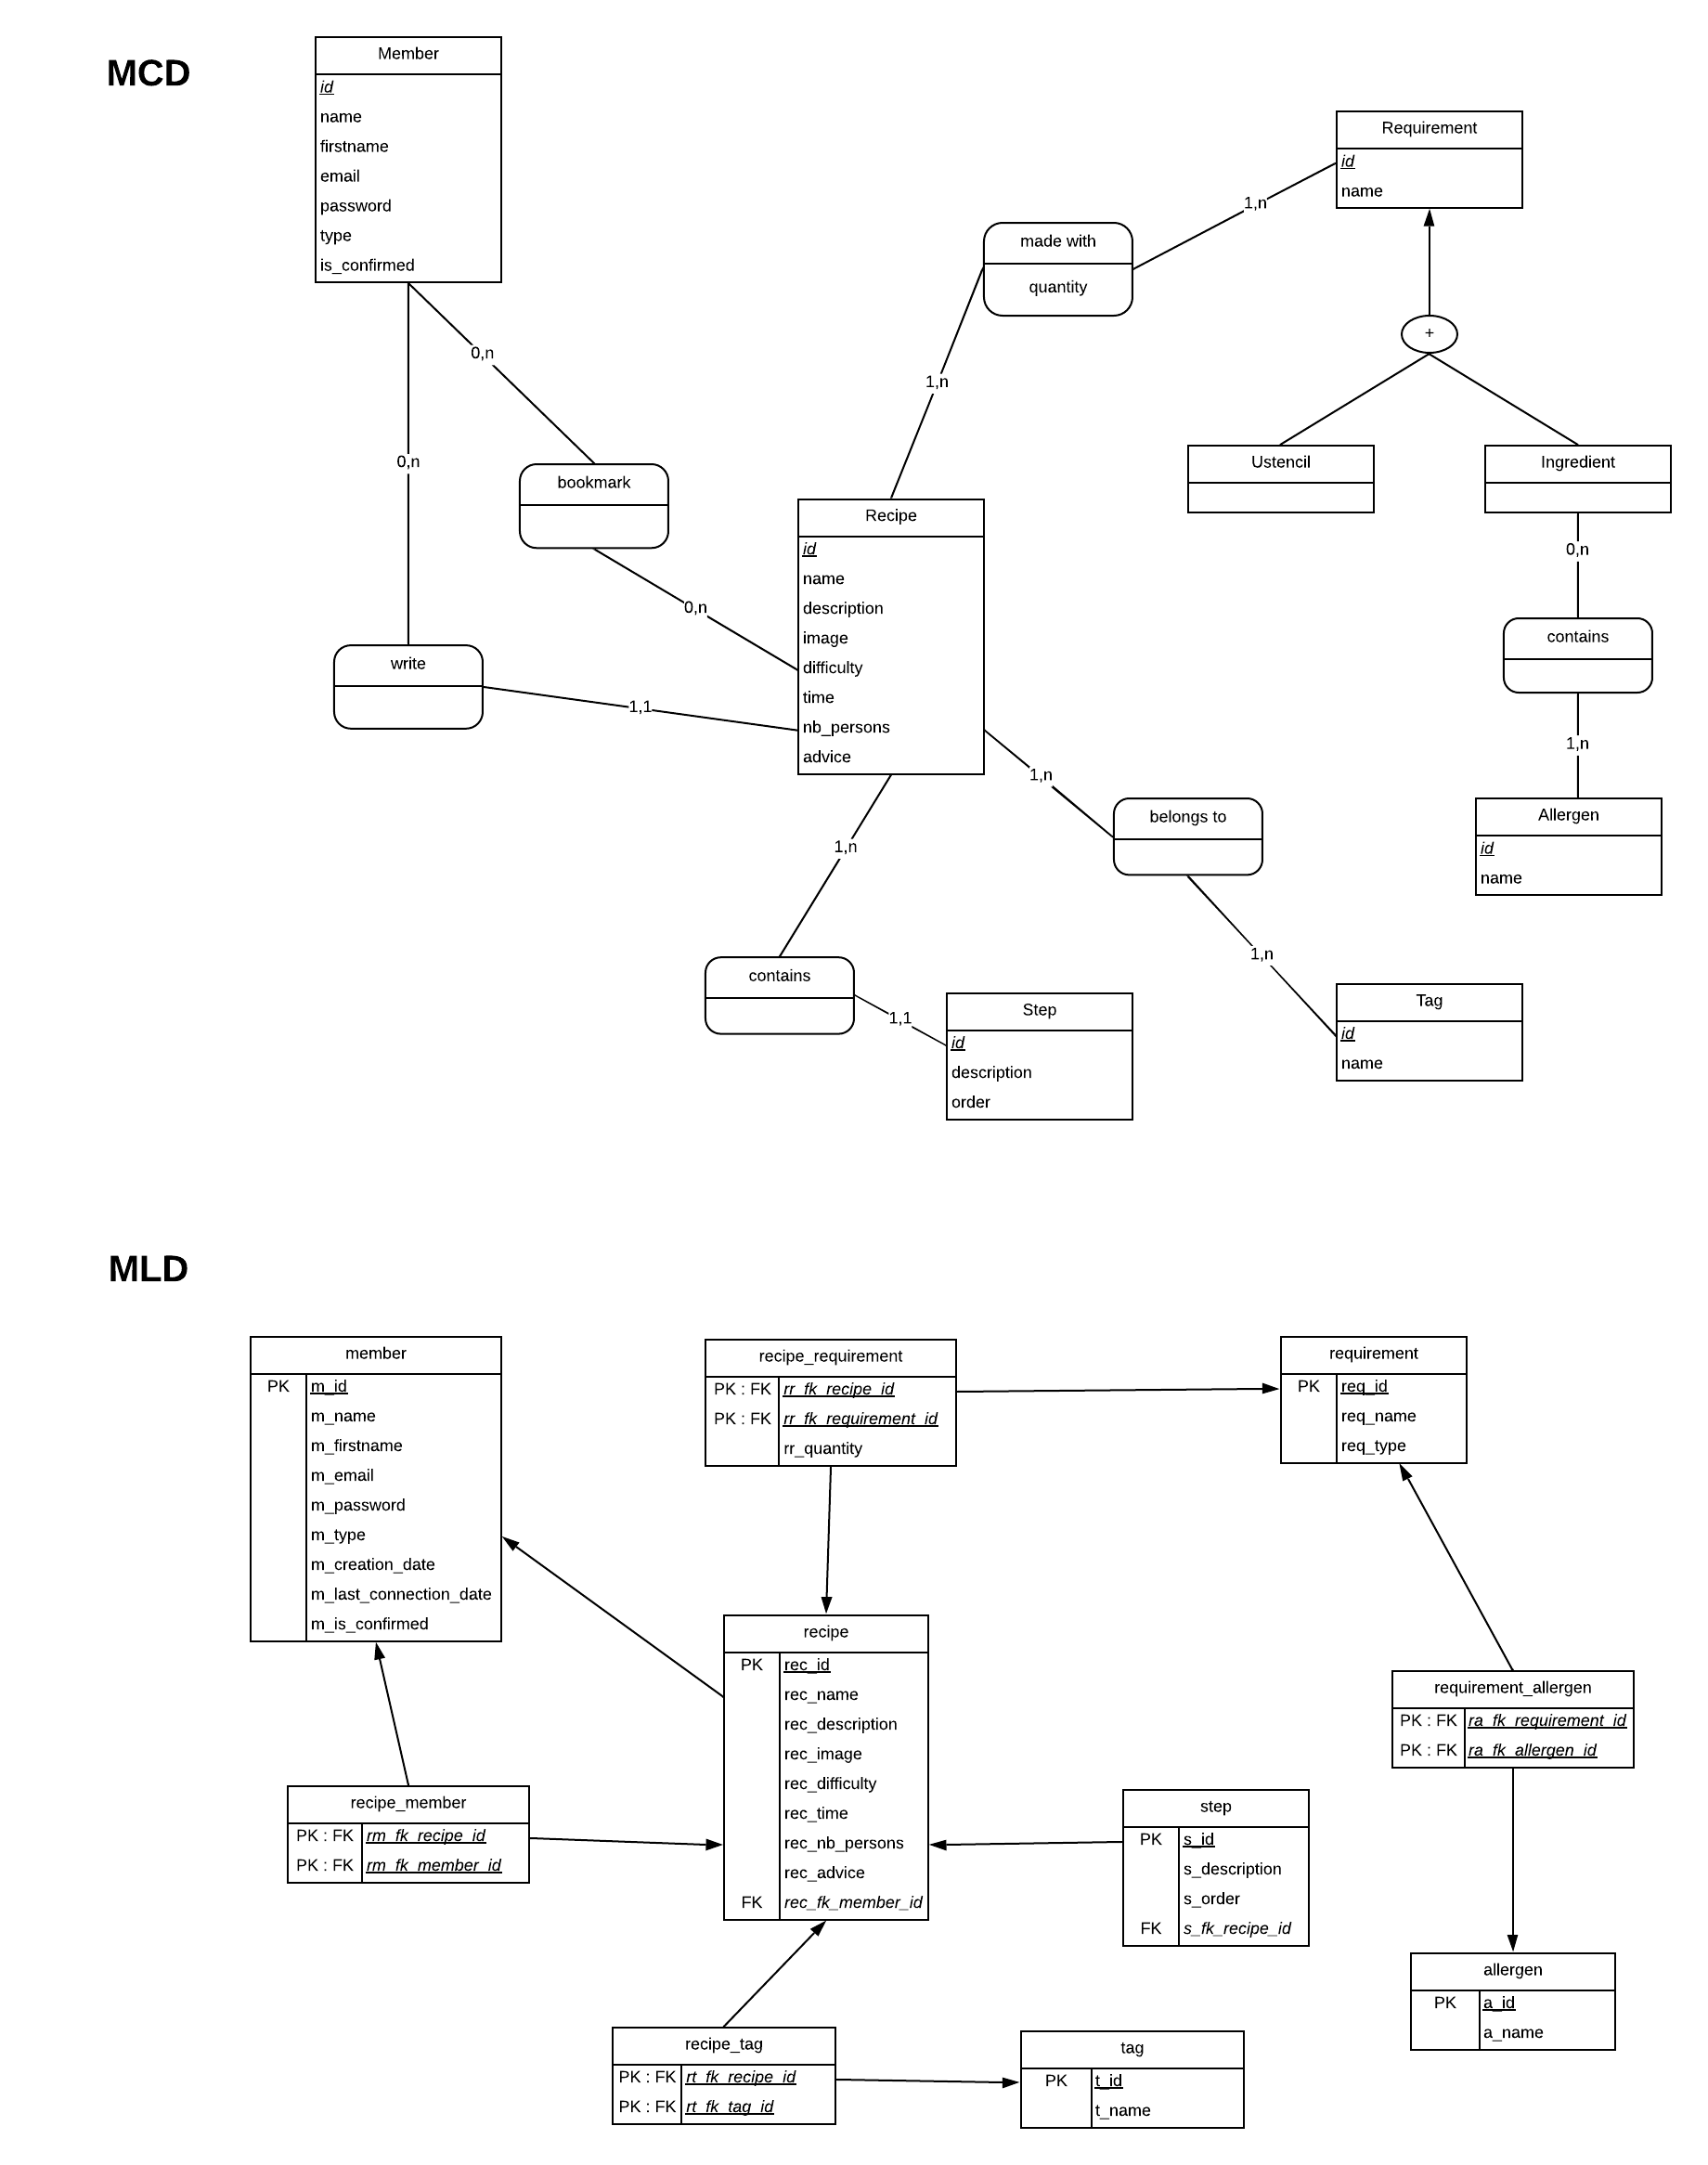 MCD
Member
id
name
firstname
email
password
type
is_confirmed
Requirement
id
name
1,n
made with
quantity
+
0,n
1,n
0,n
bookmark
Ustencil
Ingredient
Recipe
id
name
description
image
difficulty
time
nb_persons
advice
0,n
0,n
write
1,1
contains
1,n
1,n
Allergen
id
name
belongs to
1,n
1,n
contains
1,1
Step
id
description
order
Tag
id
name
MLD
member
PK m_id
m_name
m_firstname
m_email
m_password
m_type
m_creation_date
m_last_connection_date
m_is_confirmed
recipe_requirement
PK : FK rr_fk_recipe_id
PK : FK rr_fk_requirement_id
rr_quantity
requirement
PK req_id
req_name
req_type
recipe
PK rec_id
rec_name
rec_description
rec_image
rec_difficulty
rec_time
rec_nb_persons
rec_advice
FK rec_fk_member_id
requirement_allergen
PK : FK ra_fk_requirement_id
PK : FK ra_fk_allergen_id
recipe_member
PK : FK rm_fk_recipe_id
PK : FK rm_fk_member_id
step
PK s_id
s_description
s_order
FK s_fk_recipe_id
allergen
PK a_id
a_name
recipe_tag
PK : FK rt_fk_recipe_id
PK : FK rt_fk_tag_id
tag
PK t_id
t_name